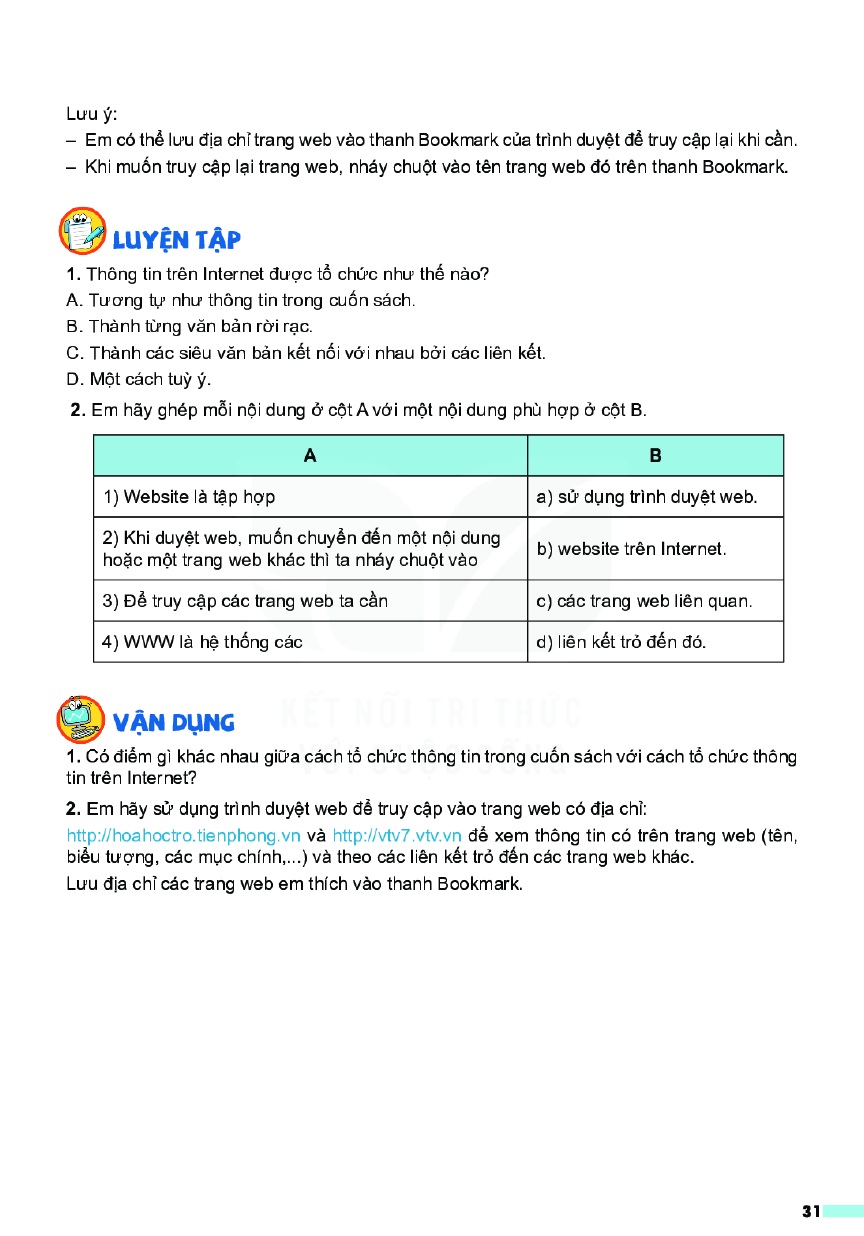 Lưu ý:
– Em có thể lưu địa chỉ trang web vào thanh Bookmark của trình duyệt để truy cập lại khi cần.
– Khi muốn truy cập lại trang web, nháy chuột vào tên trang web đó trên thanh Bookmark.
LUYỆN TẬP
1. Thông tin trên Internet được tổ chức như thế nào?
A. Tương tự như thông tin trong cuốn sách.
B. Thành từng văn bản rời rạc.
C. Thành các siêu văn bản kết nối với nhau bởi các liên kết.
D. Một cách tuỳ ý.
2. Em hãy ghép mỗi nội dung ở cột A với một nội dung phù hợp ở cột B.
A B
1) Website là tập hợp a) sử dụng trình duyệt web.
2) Khi duyệt web, muốn chuyển đến một nội dung
hoặc một trang web khác thì ta nháy chuột vào b) website trên Internet.
3) Để truy cập các trang web ta cần c) các trang web liên quan.
4) WWW là hệ thống các d) liên kết trỏ đến đó.
KẾT NỐI TRI THỨC
VỚI CUỘC SỐNG
VẬN DỤNG
1. Có điểm gì khác nhau giữa cách tổ chức thông tin trong cuốn sách với cách tổ chức thông
tin trên Internet?
2. Em hãy sử dụng trình duyệt web để truy cập vào trang web có địa chỉ:
http://hoahoctro.tienphong.vn và http://vtv7.vtv.vn để xem thông tin có trên trang web (tên,
biểu tượng, các mục chính,...) và theo các liên kết trỏ đến các trang web khác.
Lưu địa chỉ các trang web em thích vào thanh Bookmark.
31